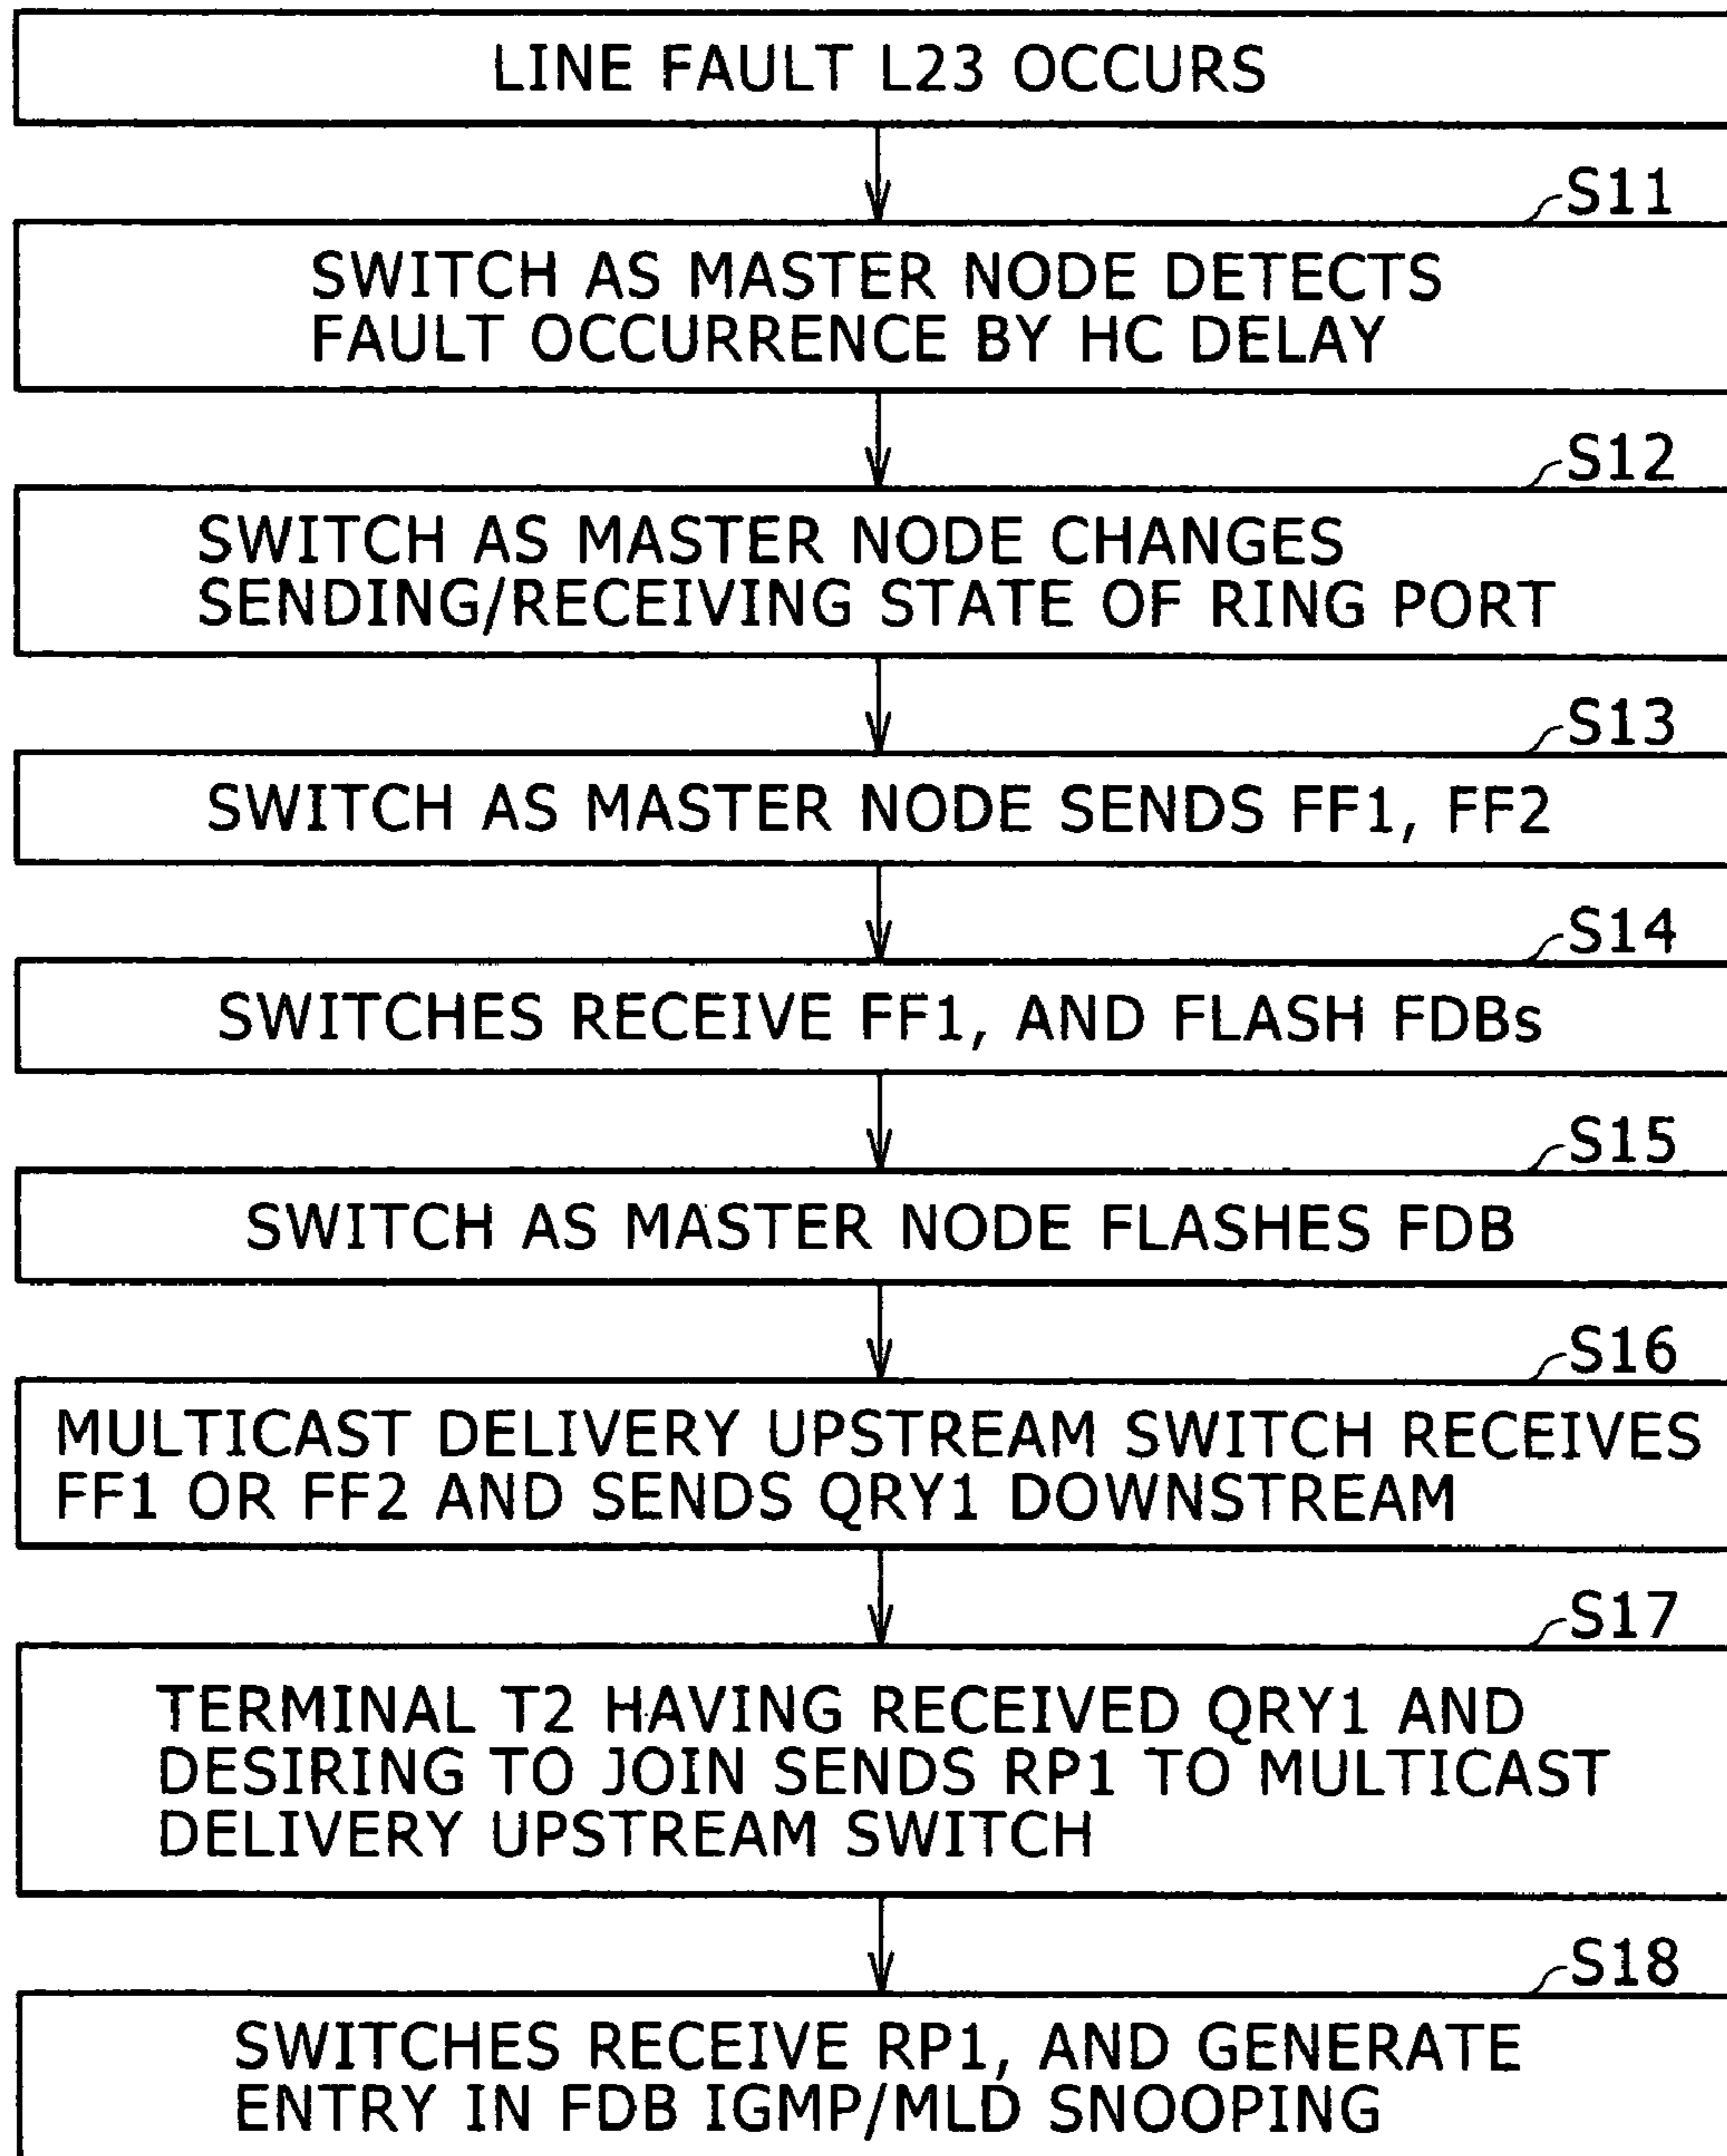 LINE FAULT L23 OCCURS
S11
SWITCH AS MASTER NODE DETECTS
FAULT OCCURRENCE BY HC DELAY
S12
SWITCH AS MASTER NODE CHANGES
SENDING/RECEIVING STATE OF RING PORT
S13
SWITCH AS MASTER NODE SENDS FF1, FF2
S14
SWITCHES RECEIVE FF1, AND FLASH FDBs
S15
SWITCH AS MASTER NODE FLASHES FDB
S16
MULTICAST DELIVERY UPSTREAM SWITCH RECEIVES
FF1 OR FF2 AND SENDS QRY1 DOWNSTREAM
S17
TERMINAL T2 HAVING RECEIVED QRY1 AND
DESIRING TO JOIN SENDS RP1 TO MULTICAST
DELIVERY UPSTREAM SWITCH
S18
SWITCHES RECEIVE RP1, AND GENERATE
ENTRY IN FDB IGMP/MLD SNOOPING